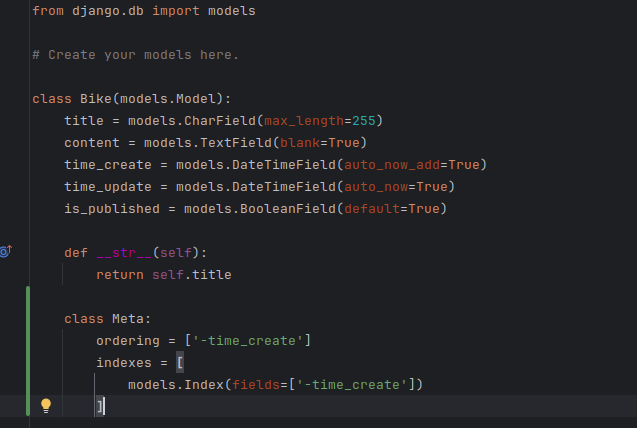 from django.db import models
# Create your models here.
class Bike(models.Model):
    title = models.CharField(max_length=255)
    content = models.TextField(blank=True)
    time_create = models.DateTimeField(auto_now_add=True)
    time_update = models.DateTimeField(auto_now=True)
    is_published = models.BooleanField(default=True)
    def __str__(self):
        return self.title
    class Meta:
        ordering = ['-time_create']
        indexes = [
            models.Index(fields=['-time_create'])
        ]